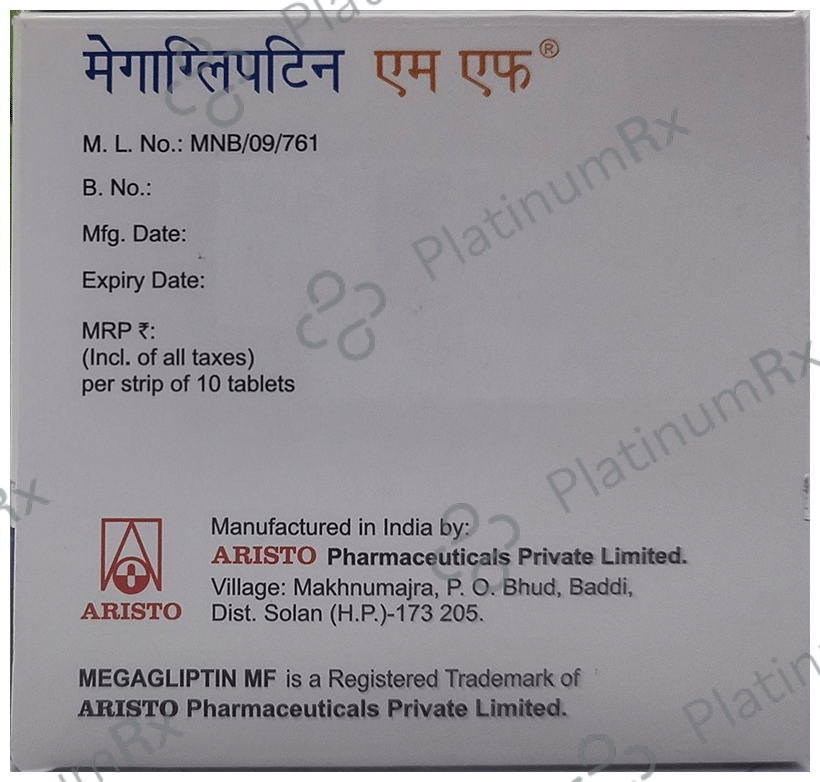 मेगाग्लिपटिन एम एफ®
M. L. No.: MNB/09/761
B. No.:
Mfg. Date:
Expiry Date:
MRP ₹:
(Incl. of all taxes)
per strip of 10 tablets
Manufactured in India by:
ARISTO Pharmaceuticals Private Limited.
Village: Makhnumajra, P. O. Bhud, Baddi,
Dist. Solan (H.P.)-173 205.
ARISTO
MEGAGLIPTIN MF is a Registered Trademark of
ARISTO Pharmaceuticals Private Limited.
PlatinumRx
PlatinumRx